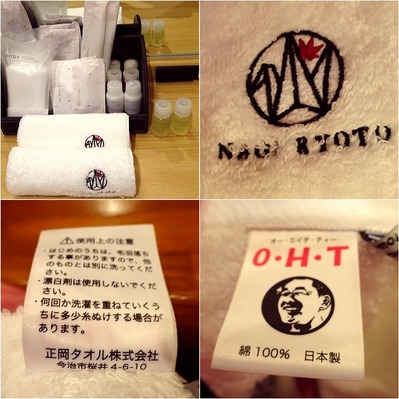 BODY TOWEL
NAGI KYOTO
⚠ 使用上の注意
・はじめのうちは、毛羽落ち
する事がありますので、他
のものとは別に洗ってくだ
さい。
・漂白剤は使用しないでくだ
さい。
・何回か洗濯を重ねていくう
ちに多少糸ぬけする場合が
あります。
正岡タオル株式会社
今治市桜井4-6-10
オー・エイチ・ティー
O・H・T
綿100% 日本製